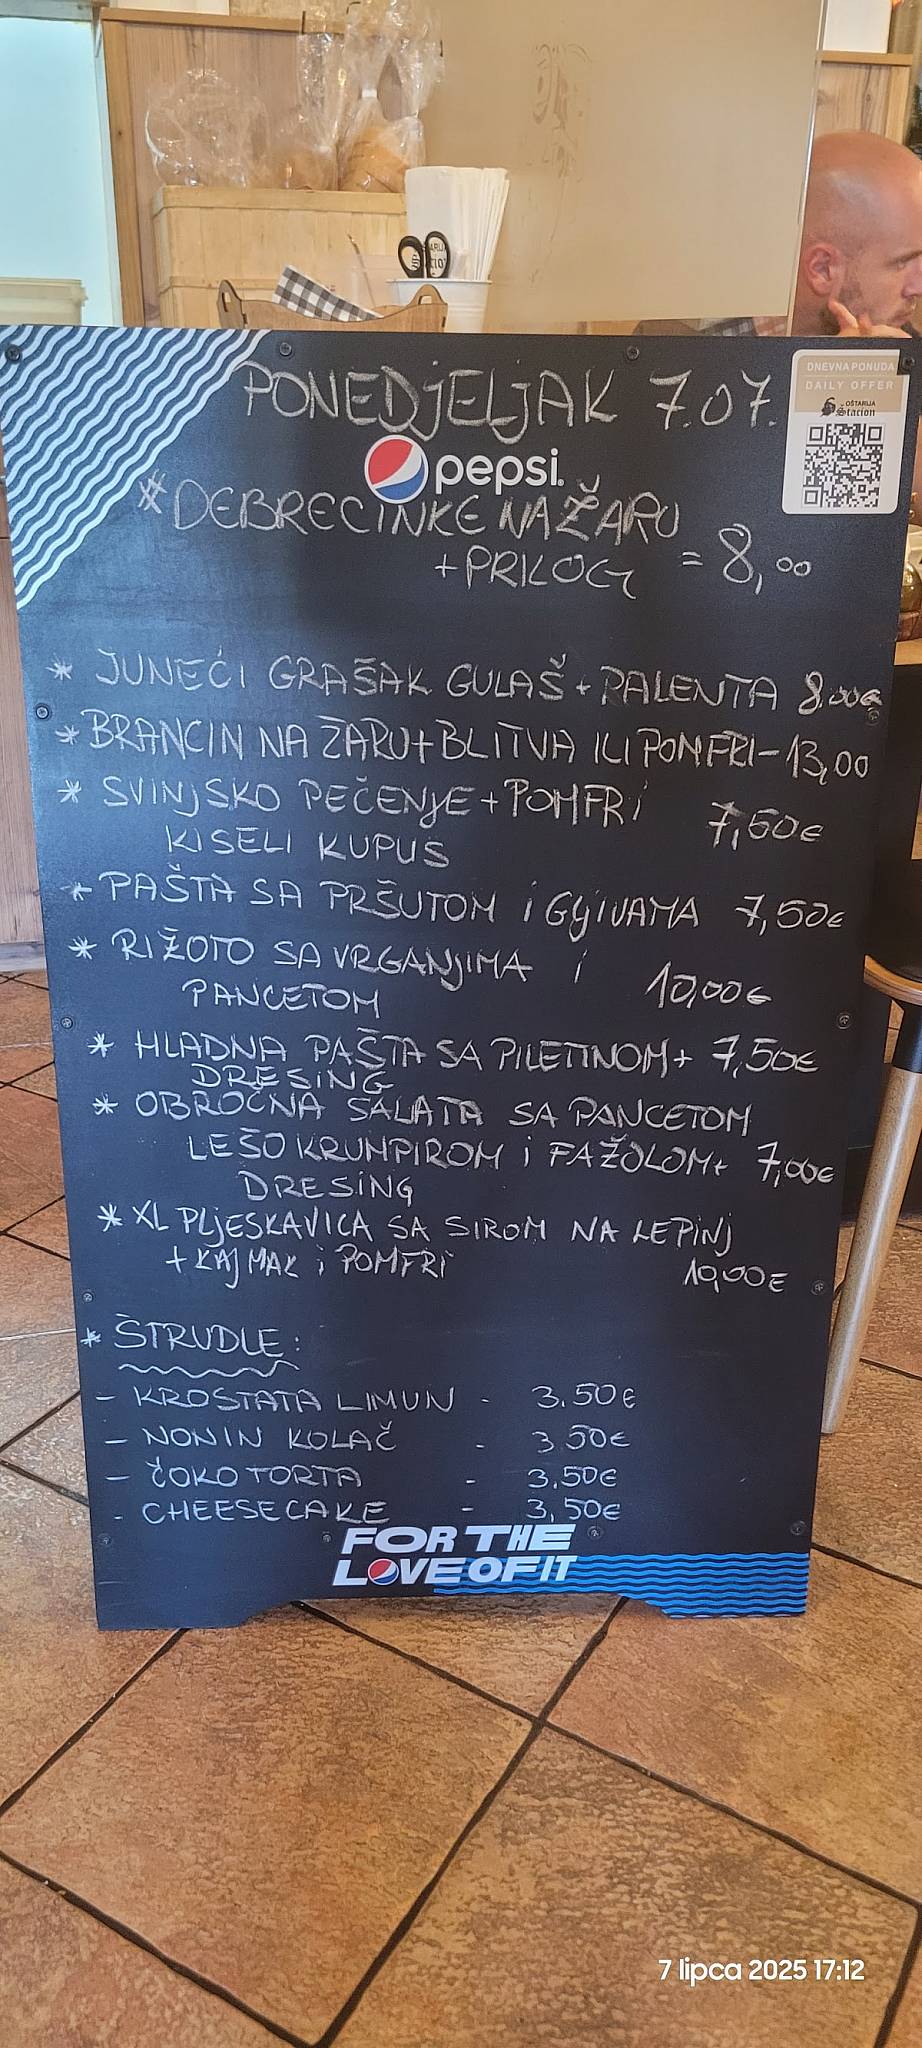 PONEDJELJAK 7.07.
DNEVNA PONUDA
DAILY OFFER
OŠTARIJA
Štacion
pepsi.
* DEBRECINKE NA ŽARU
+ PRILOG = 8,00
* JUNEĆI GRAŠAK GULAŠ + PALENTA 8.00€
* BRANCIN NA ŽARU + BLITVA ILI POMFRI - 13,00
* SVINJSKO PEČENJE + POMFRI 7,50€
KISELI KUPUS
* PAŠTA SA PRŠUTOM I GLJIVAMA 7,50€
* RIŽOTO SA VRGANJIMA I
PANCETOM 10,00€
* HLADNA PAŠTA SA PILETINOM + 7,50€
DRESING
* OBROČNA SALATA SA PANCETOM
LEŠO KRUMPIROM I FAŽOLOM + 7,00€
DRESING
* XL PLJESKAVICA SA SIROM NA LEPINJ
+ KAJMAK I POMFRI 10,00€
* ŠTRUDLE:
- KROSTATA LIMUN - 3.50€
- NONIN KOLAČ - 3 50€
- ČOKO TORTA - 3,50€
- CHEESECAKE - 3,50€
FOR THE
LOVE OF IT
7 lipca 2025 17:12